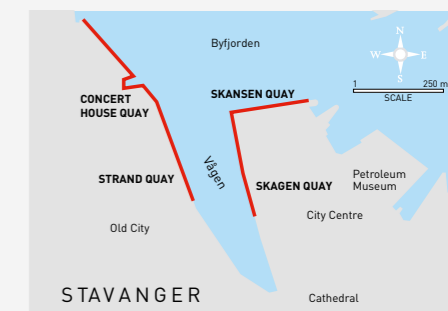 Byfjorden
N
W E
S
1 250 m
SCALE
CONCERT
HOUSE QUAY
SKANSEN QUAY
Vågen
STRAND QUAY
SKAGEN QUAY
Petroleum
Museum
Old City
City Centre
STAVANGER
Cathedral